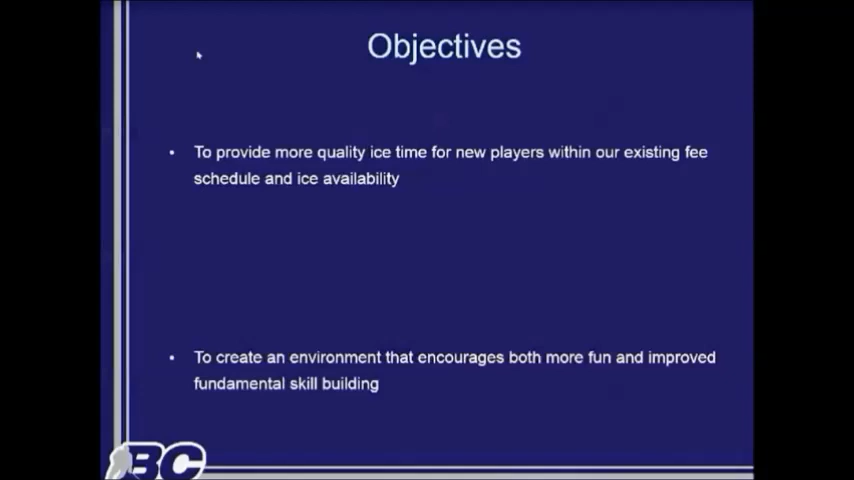 Objectives
• To provide more quality ice time for new players within our existing fee
schedule and ice availability
• To create an environment that encourages both more fun and improved
fundamental skill building
BC